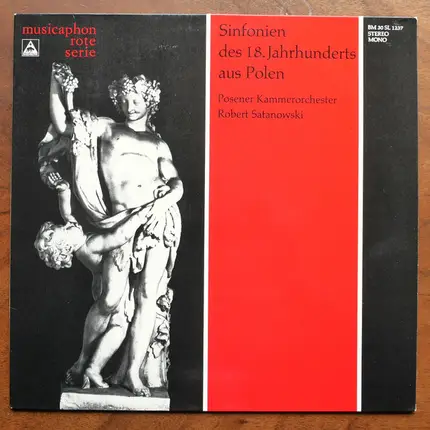 musicaphon
rote
serie
Sinfonien
des 18. Jahrhunderts
aus Polen
Posener Kammerorchester
Robert Satanowski
BM 30 SL 1237
STEREO
MONO